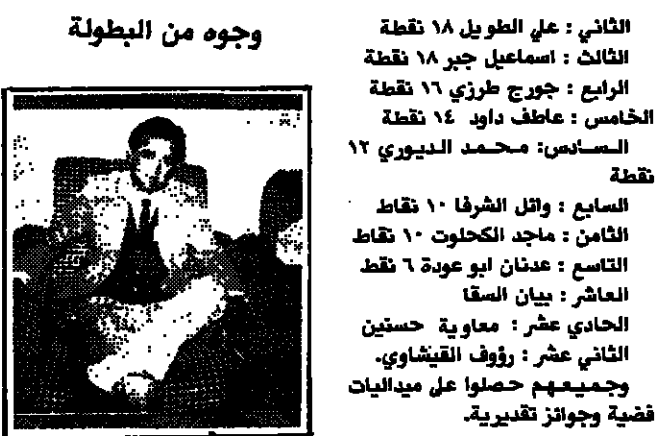 وجوه من البطولة
الثاني : علي الطويل ١٨ نقطة
الثالث : اسماعيل جبر ١٨ نقطة
الرابع : جورج طرزي ١٦ نقطة
الخامس : عاطف داود ١٤ نقطة
السادس: محمد الديوري ١٢
نقطة
السابع : وائل الشرفا ١٠ نقاط
الثامن : ماجد الكحلوت ١٠ نقاط
التاسع : عدنان ابو عودة ٦ نقط
العاشر : بيان السقا
الحادي عشر : معاوية حسنين
الثاني عشر : رؤوف القيشاوي.
وجميعهم حصلوا على ميداليات
فضية وجوائز تقديرية.